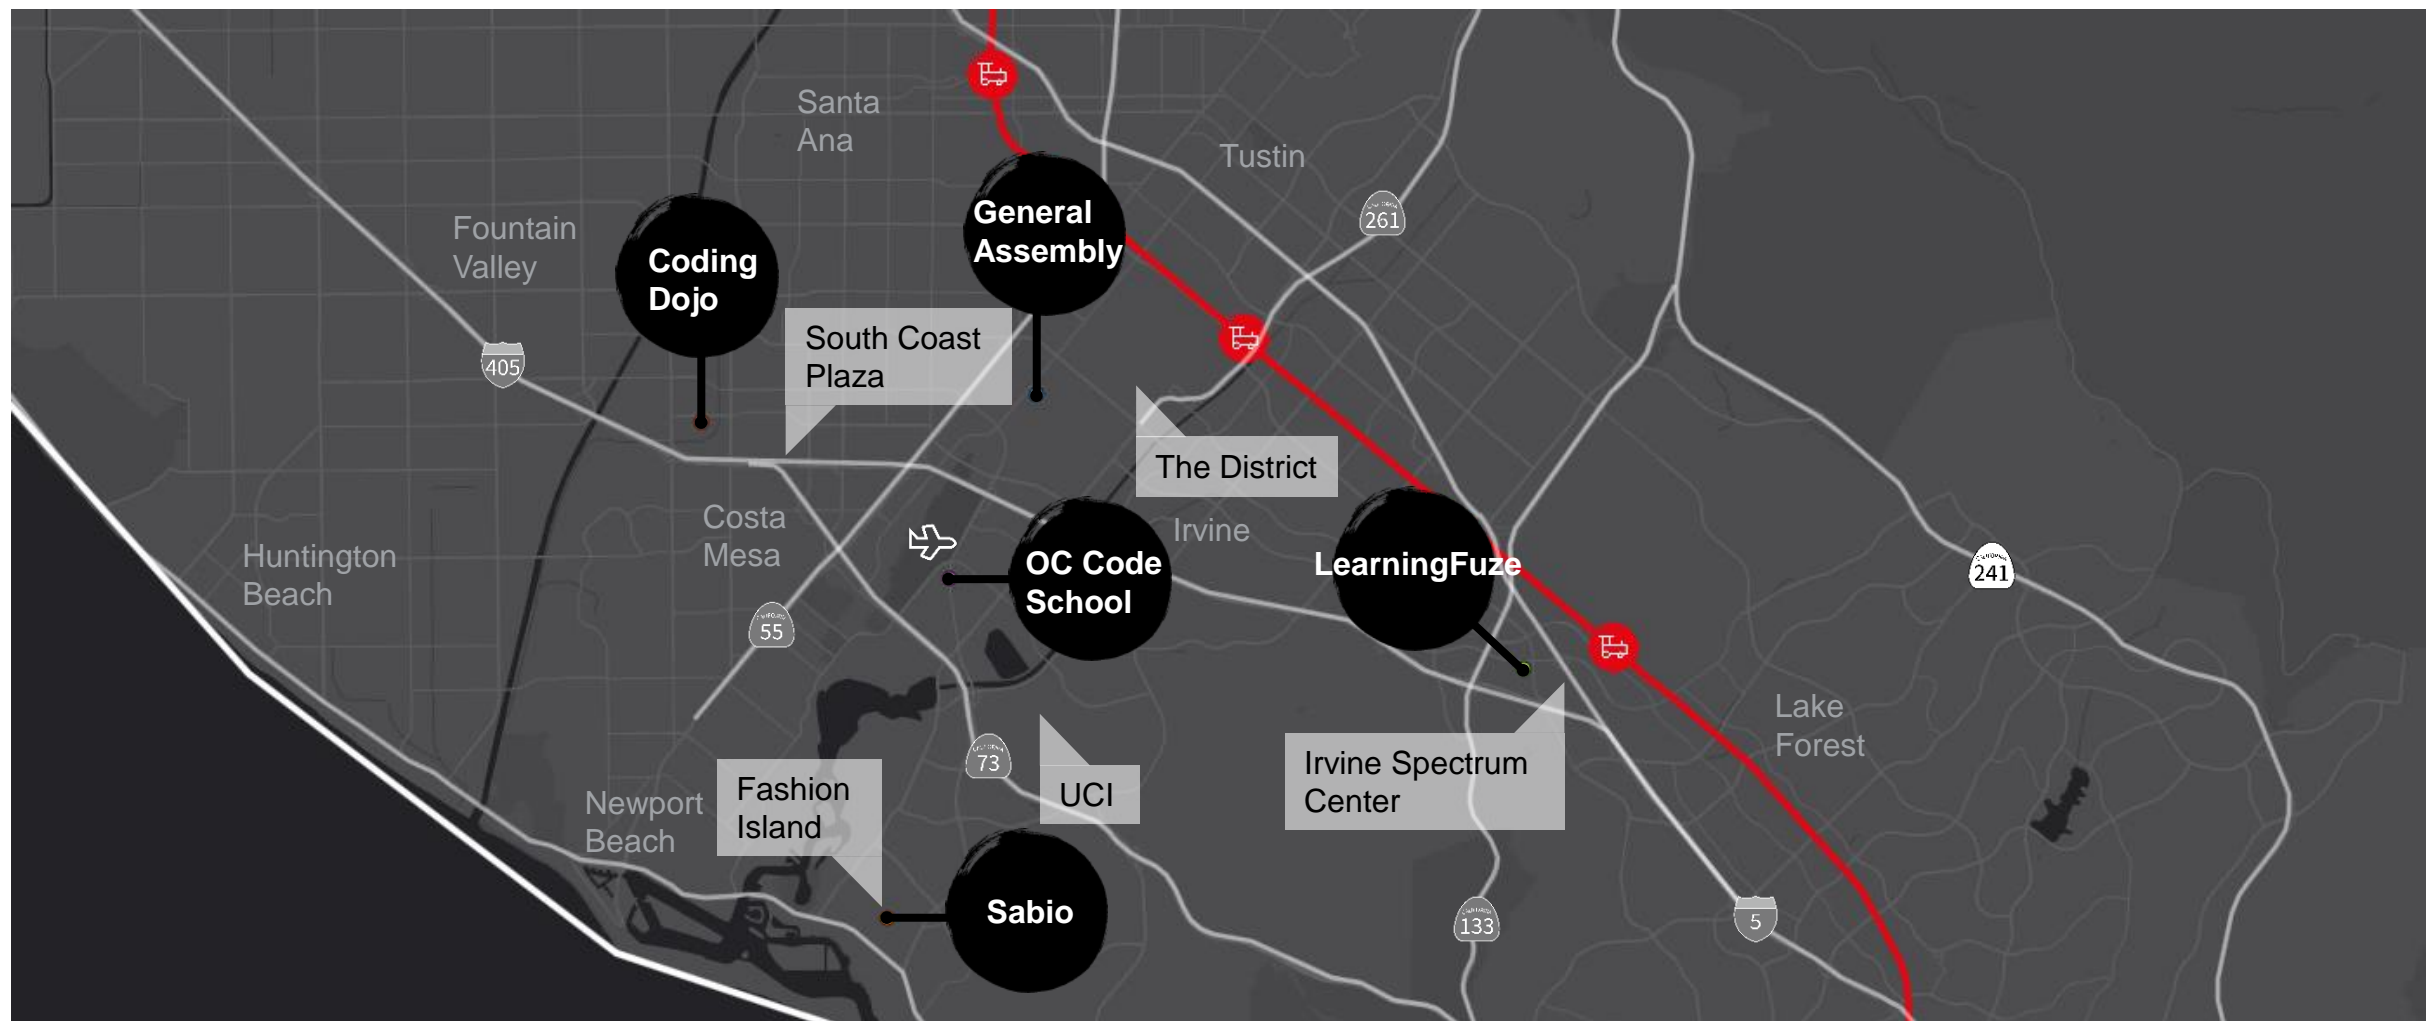 Santa
Ana
Tustin
General
Assembly
261
Fountain
Valley
Coding
Dojo
South Coast
Plaza
405
The District
Costa
Mesa
Irvine
Huntington
Beach
OC Code
School
LearningFuze
241
55
Lake
Forest
73
Irvine Spectrum
Center
Fashion
Island
UCI
Newport
Beach
Sabio
133
5